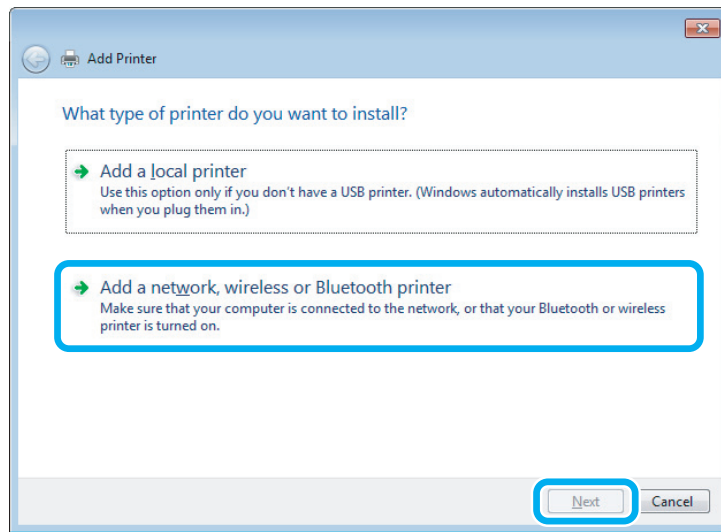 Add Printer
What type of printer do you want to install?
Add a local printer
Use this option only if you don't have a USB printer. (Windows automatically installs USB printers
when you plug them in.)
Add a network, wireless or Bluetooth printer
Make sure that your computer is connected to the network, or that your Bluetooth or wireless
printer is turned on.
Next
Cancel